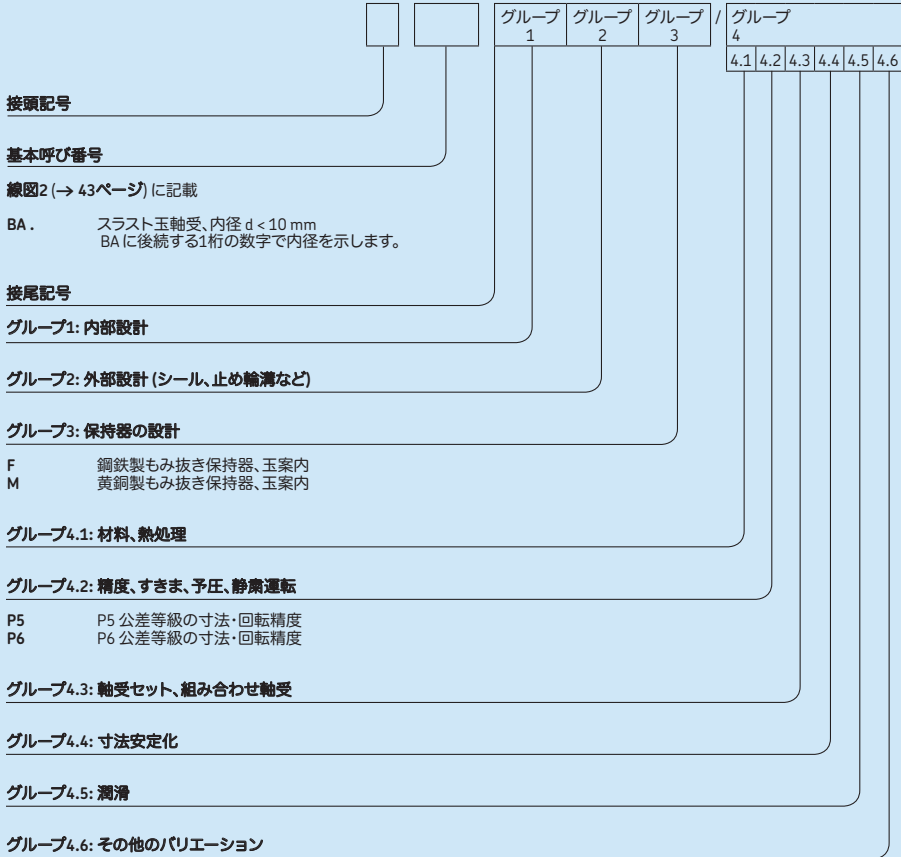 グループ グループ グループ / グループ
1 2 3 4
4.1 4.2 4.3 4.4 4.5 4.6
接頭記号
基本呼び番号
線図2 (→ 43ページ) に記載
BA . スラスト玉軸受、内径 d < 10 mm
BA に後続する1桁の数字で内径を示します。
接尾記号
グループ1: 内部設計
グループ2: 外部設計 (シール、止め輪溝など)
グループ3: 保持器の設計
F 鋼鉄製もみ抜き保持器、玉案内
M 黄銅製もみ抜き保持器、玉案内
グループ4.1: 材料、熱処理
グループ4.2: 精度、すきま、予圧、静粛運転
P5 P5 公差等級の寸法・回転精度
P6 P6 公差等級の寸法・回転精度
グループ4.3: 軸受セット、組み合わせ軸受
グループ4.4: 寸法安定化
グループ4.5: 潤滑
グループ4.6: その他のバリエーション